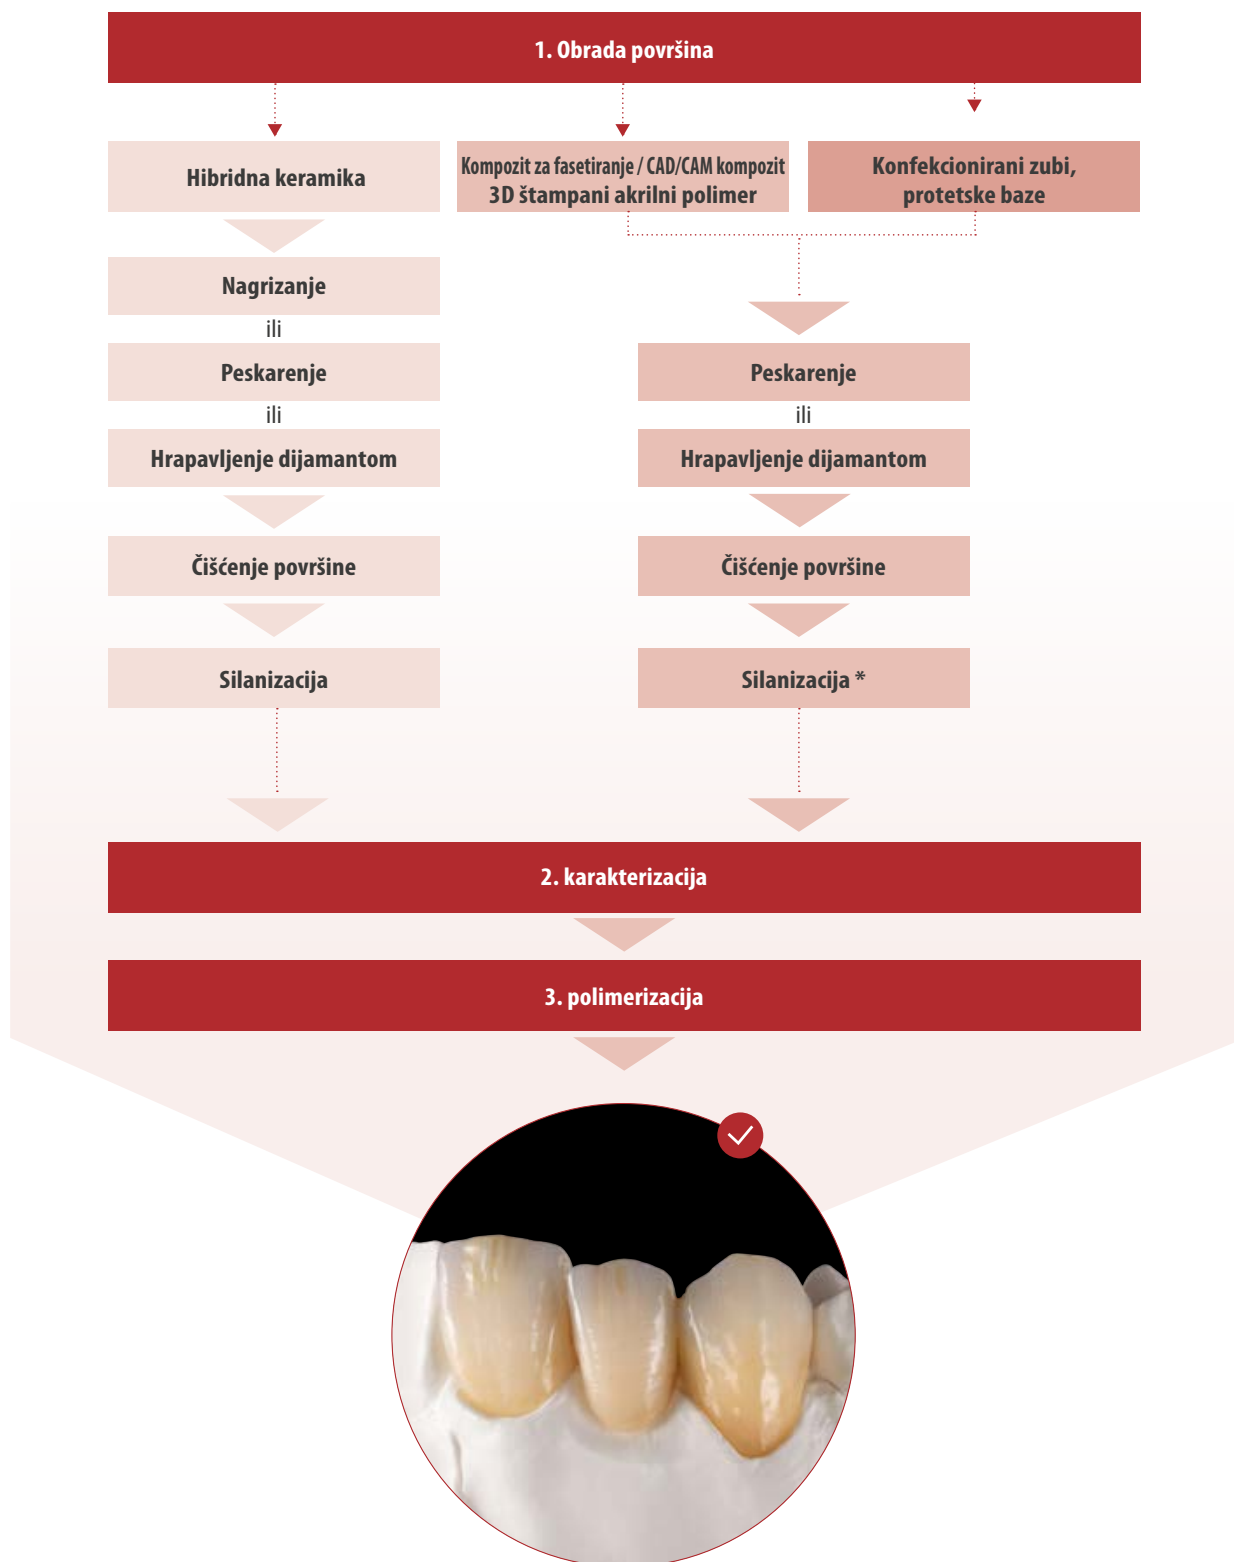 1. Obrada površina
Hibridna keramika
Kompozit za fasetiranje / CAD/CAM kompozit
3D štampani akrilni polimer
Konfekcionirani zubi,
protetske baze
Nagrizanje
ili
Peskarenje
ili
Hrapavljenje dijamantom
Čišćenje površine
Silanizacija
Peskarenje
ili
Hrapavljenje dijamantom
Čišćenje površine
Silanizacija *
2. karakterizacija
3. polimerizacija